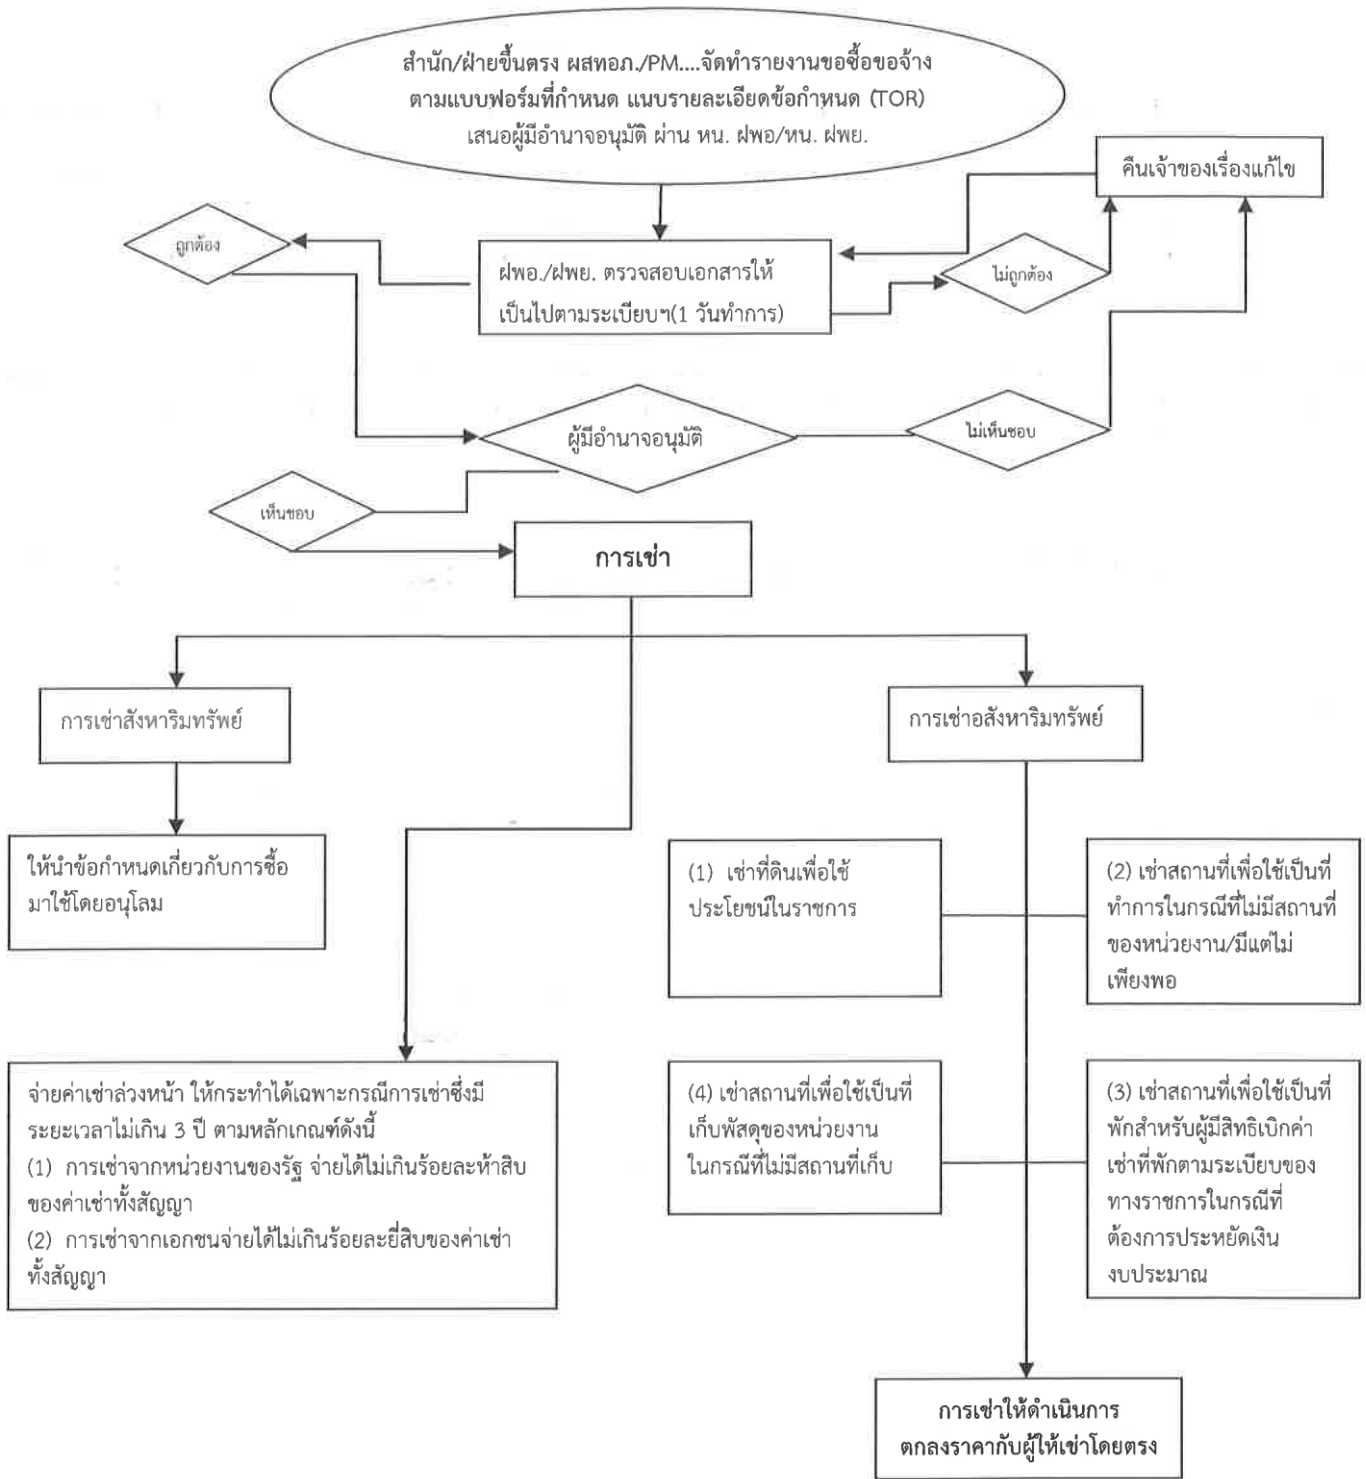 สำนัก/ฝ่ายขึ้นตรง ผสทอภ./PM....จัดทำรายงานขอซื้อขอจ้าง
ตามแบบฟอร์มที่กำหนด แนบรายละเอียดข้อกำหนด (TOR)
เสนอผู้มีอำนาจอนุมัติ ผ่าน หน. ฝพอ/หน. ฝพย.
คืนเจ้าของเรื่องแก้ไข
ถูกต้อง
ฝพอ./ฝพย. ตรวจสอบเอกสารให้
เป็นไปตามระเบียบฯ(1 วันทำการ)
ไม่ถูกต้อง
ผู้มีอำนาจอนุมัติ
ไม่เห็นชอบ
เห็นชอบ
การเช่า
การเช่าสังหาริมทรัพย์
การเช่าอสังหาริมทรัพย์
ให้นำข้อกำหนดเกี่ยวกับการซื้อ
มาใช้โดยอนุโลม
(1) เช่าที่ดินเพื่อใช้
ประโยชน์ในราชการ
(2) เช่าสถานที่เพื่อใช้เป็นที่
ทำการในกรณีที่ไม่มีสถานที่
ของหน่วยงาน/มีแต่ไม่
เพียงพอ
จ่ายค่าเช่าล่วงหน้า ให้กระทำได้เฉพาะกรณีการเช่าซึ่งมี
ระยะเวลาไม่เกิน 3 ปี ตามหลักเกณฑ์ดังนี้
(1) การเช่าจากหน่วยงานของรัฐ จ่ายได้ไม่เกินร้อยละห้าสิบ
ของค่าเช่าทั้งสัญญา
(2) การเช่าจากเอกชนจ่ายได้ไม่เกินร้อยละยี่สิบของค่าเช่า
ทั้งสัญญา
(4) เช่าสถานที่เพื่อใช้เป็นที่
เก็บพัสดุของหน่วยงาน
ในกรณีที่ไม่มีสถานที่เก็บ
(3) เช่าสถานที่เพื่อใช้เป็นที่
พักสำหรับผู้มีสิทธิเบิกค่า
เช่าที่พักตามระเบียบของ
ทางราชการในกรณีที่
ต้องการประหยัดเงิน
งบประมาณ
การเช่าให้ดำเนินการ
ตกลงราคากับผู้ให้เช่าโดยตรง